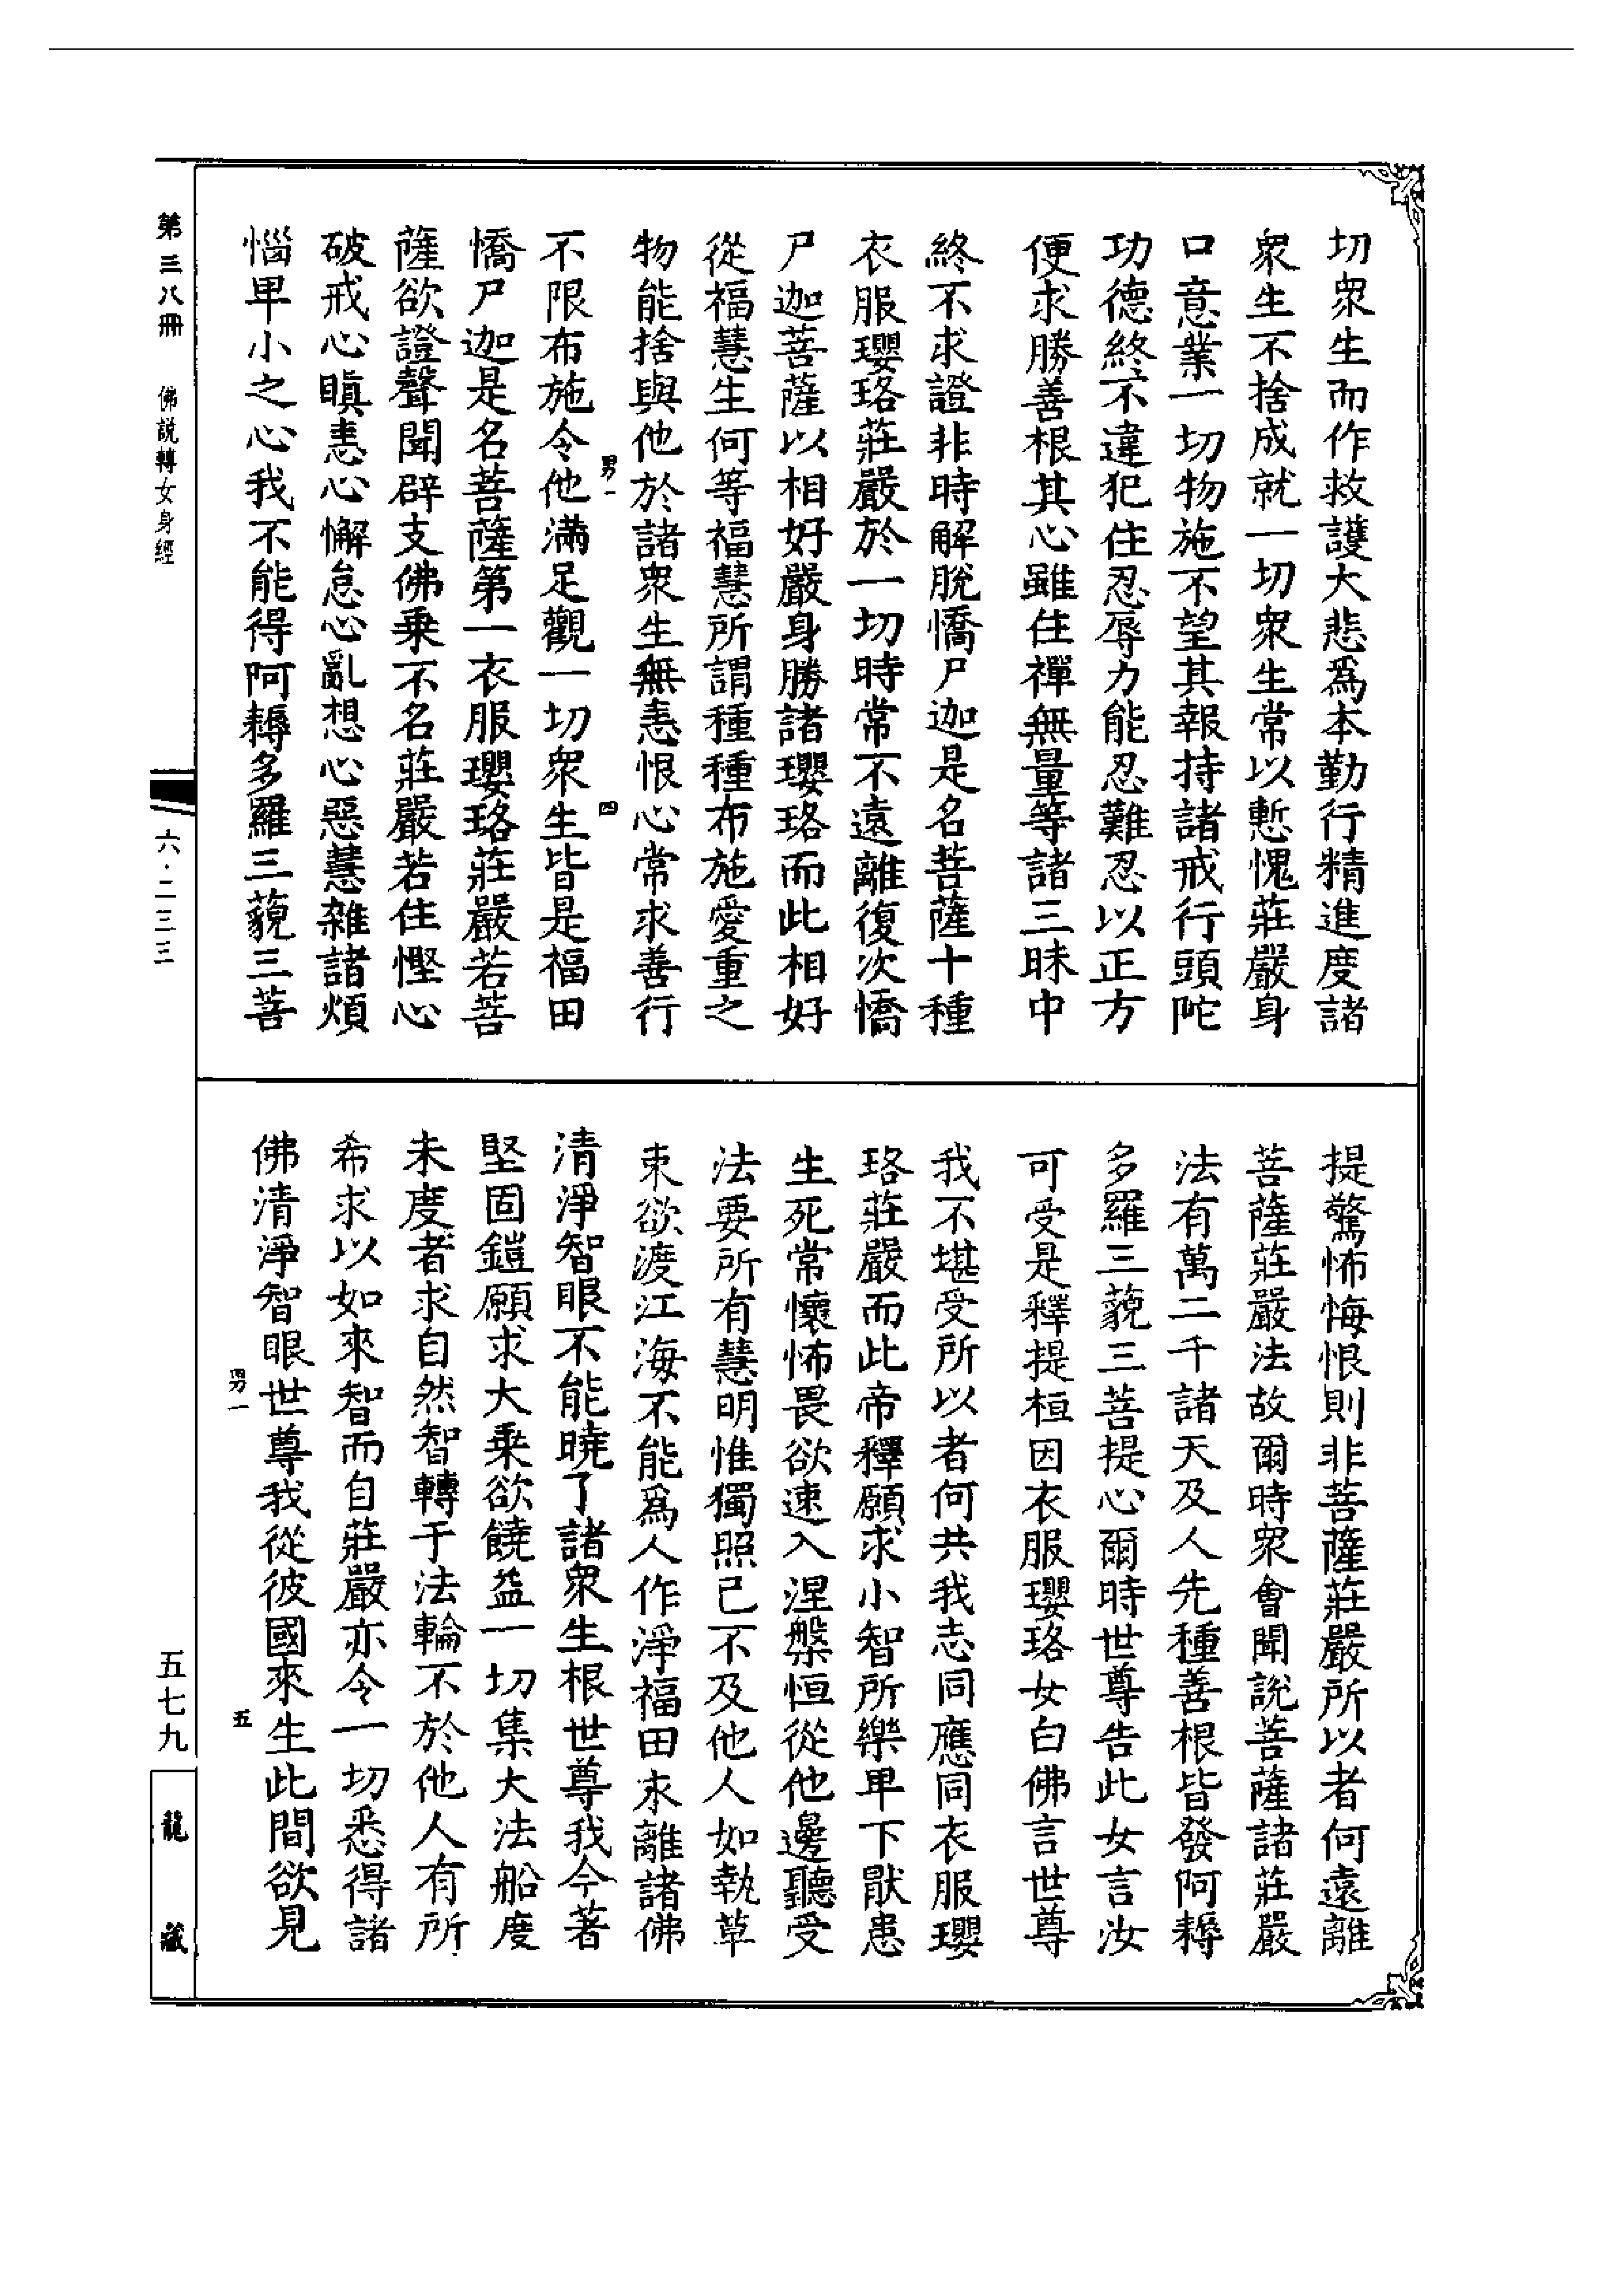 切衆生而作救護大悲爲本勤行精進度諸
衆生不捨成就一切衆生常以慙愧莊嚴身
口意業一切物施不望其報持諸戒行頭陀
功德終不違犯住忍辱力能忍難忍以正方
便求勝善根其心雖住禪無量等諸三昧中
終不求證非時解脫憍尸迦是名菩薩十種
衣服瓔珞莊嚴於一切時常不遠離復次憍
尸迦菩薩以相好嚴身勝諸瓔珞而此相好
從福慧生何等福慧所謂種種布施愛重之
物能捨與他於諸衆生無恚恨心常求善行
男一
四
不限布施令他滿足觀一切衆生皆是福田
憍尸迦是名菩薩第一衣服瓔珞莊嚴若菩
薩欲證聲聞辟支佛乗不名莊嚴若住慳心
破戒心瞋恚心懈怠心亂想心惡慧雜諸煩
惱卑小之心我不能得阿耨多羅三藐三菩
提驚怖悔恨則非菩薩莊嚴所以者何遠離
菩薩莊嚴法故爾時衆會聞說菩薩諸莊嚴
法有萬二千諸天及人先種善根皆發阿耨
多羅三藐三菩提心爾時世尊告此女言汝
可受是釋提桓因衣服瓔珞女白佛言世尊
我不堪受所以者何共我志同應同衣服瓔
珞莊嚴而此帝釋願求小智所樂卑下厭患
生死常懷怖畏欲速入涅槃恒從他邊聽受
法要所有慧明惟獨照已不及他人如執草
束欲渡江海不能爲人作淨福田求離諸佛
清淨智眼不能曉了諸衆生根世尊我今著
堅固鎧願求大乗欲饒益一切集大法船度
未度者求自然智轉于法輪不於他人有所
希求以如來智而自莊嚴亦令一切悉得諸
佛清淨智眼世尊我從彼國來生此間欲見
男一
五
第三八冊
佛説轉女身經
六·二三三
五七九
龍藏